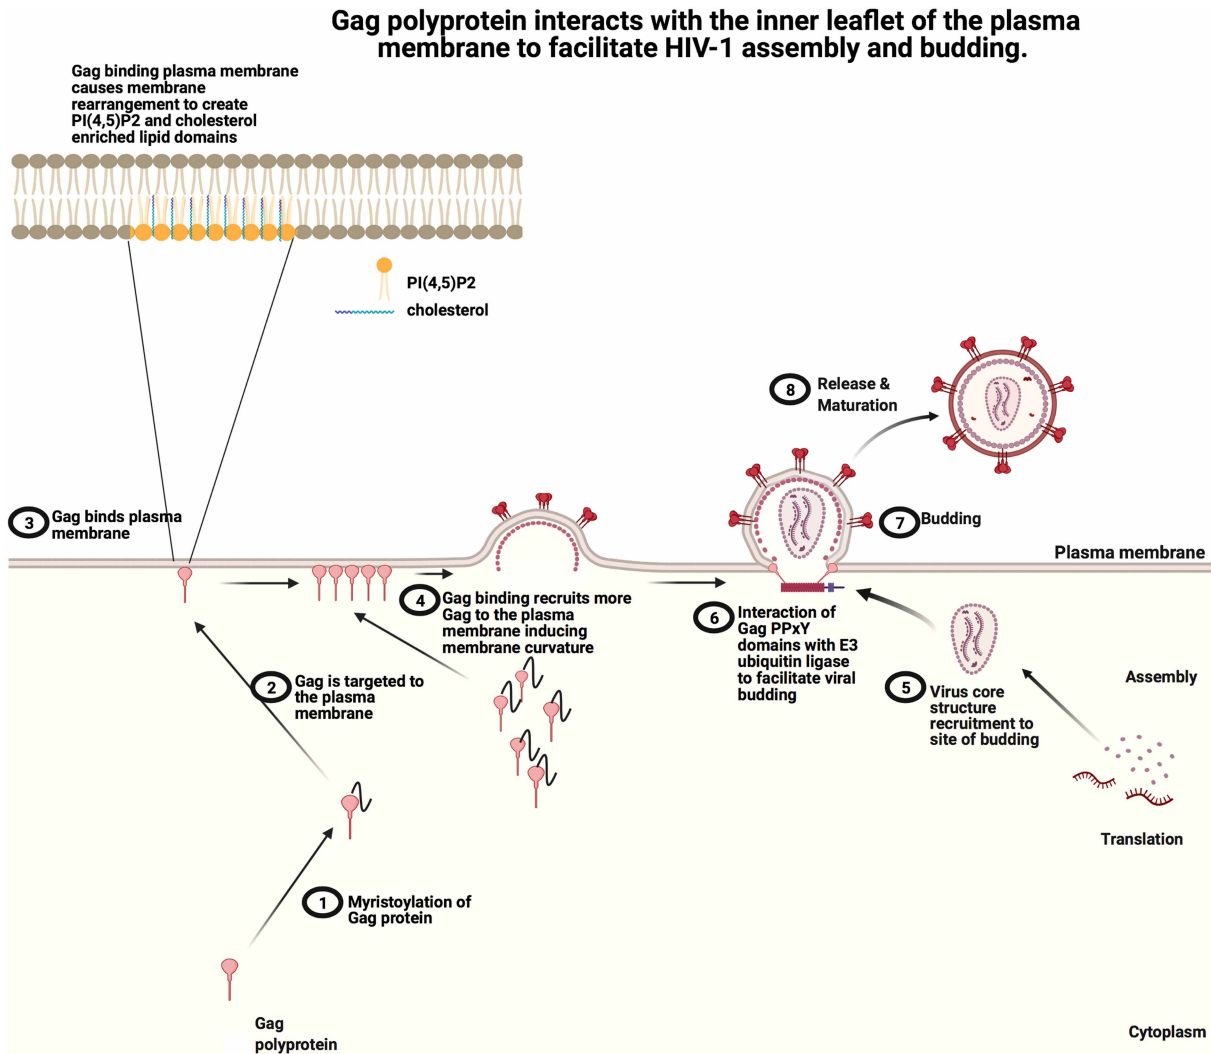 Gag polyprotein interacts with the inner leaflet of the plasma
membrane to facilitate HIV-1 assembly and budding.
Gag binding plasma membrane
causes membrane
rearrangement to create
PI(4,5)P2 and cholesterol
enriched lipid domains
PI(4,5)P2
cholesterol
8
Release &
Maturation
3
Gag binds plasma
membrane
7
Budding
Plasma membrane
4
Gag binding recruits more
Gag to the plasma
membrane inducing
membrane curvature
6
Interaction of
Gag PPxY
domains with E3
ubiquitin ligase
to facilitate viral
budding
2
Gag is targeted to
the plasma
membrane
5
Virus core
structure
recruitment to
site of budding
Assembly
Translation
1
Myristoylation of
Gag protein
Gag
polyprotein
Cytoplasm